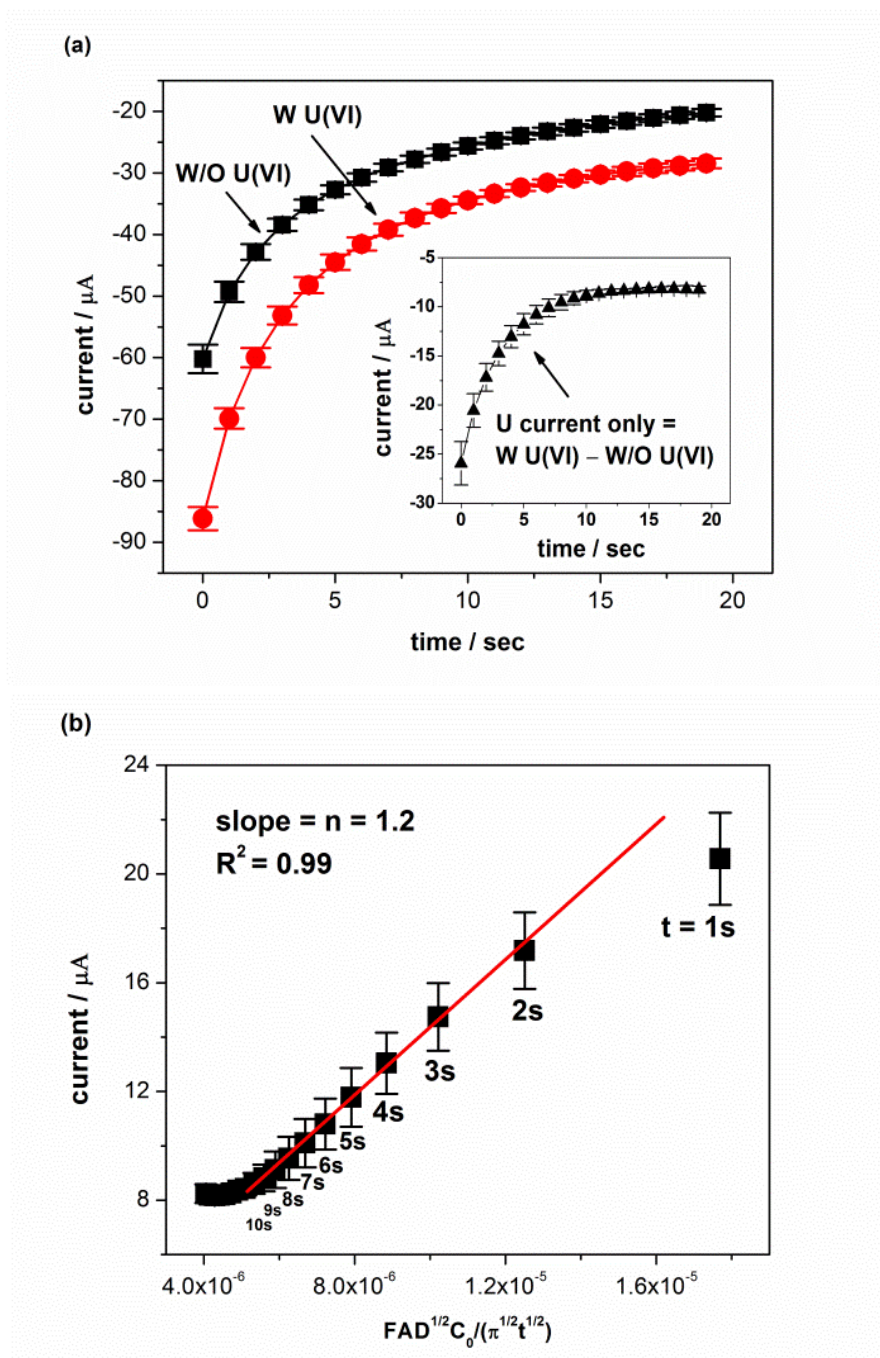 (a)
-20
-30
-40
-50
-60
-70
-80
-90
current / μA
W U(VI)
W/O U(VI)
0
5
10
15
20
time / sec
-5
-10
-15
-20
-25
-30
current / μA
U current only =
W U(VI) – W/O U(VI)
0
5
10
15
20
time / sec
(b)
24
20
16
12
8
current / μA
slope = n = 1.2
R² = 0.99
t = 1s
2s
3s
4s
5s
6s
7s
8s
9s
10s
4.0x10⁻⁶
8.0x10⁻⁶
1.2x10⁻⁵
1.6x10⁻⁵
FAD^1/2C₀/(π^1/2t^1/2)